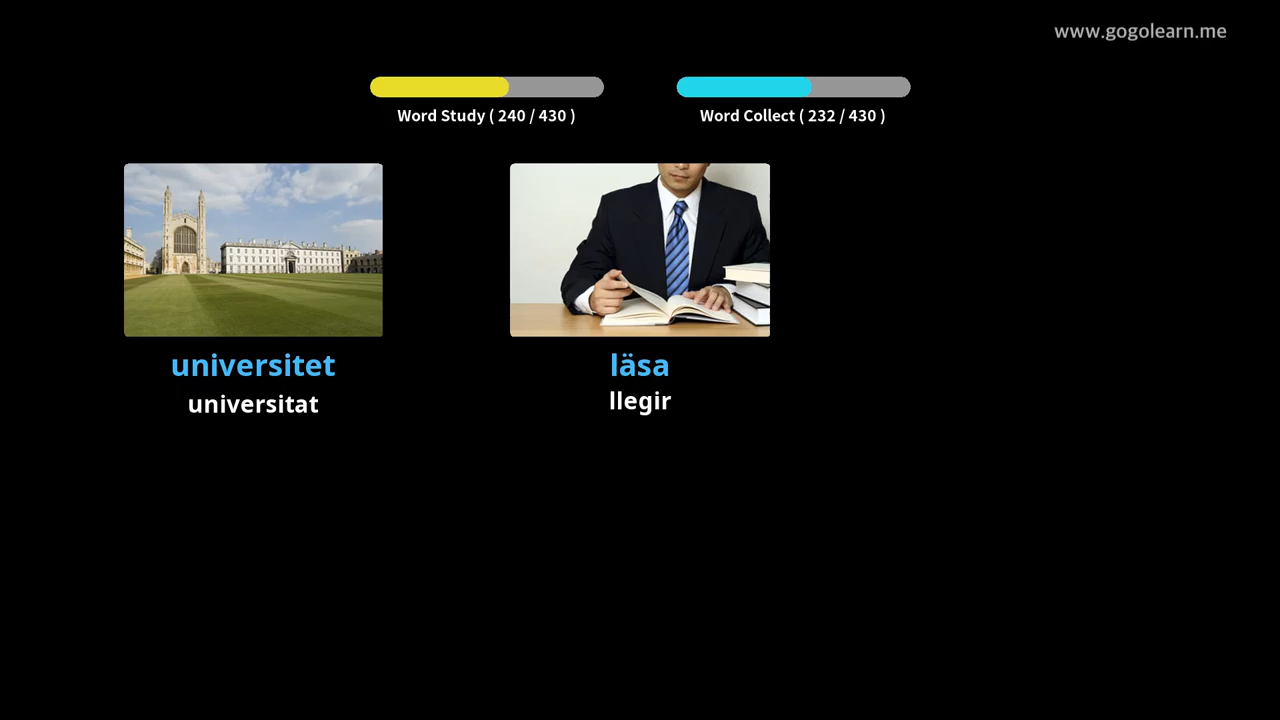 www.gogolearn.me
Word Study ( 240 / 430 )
Word Collect ( 232 / 430 )
universitet
universitat
läsa
llegir